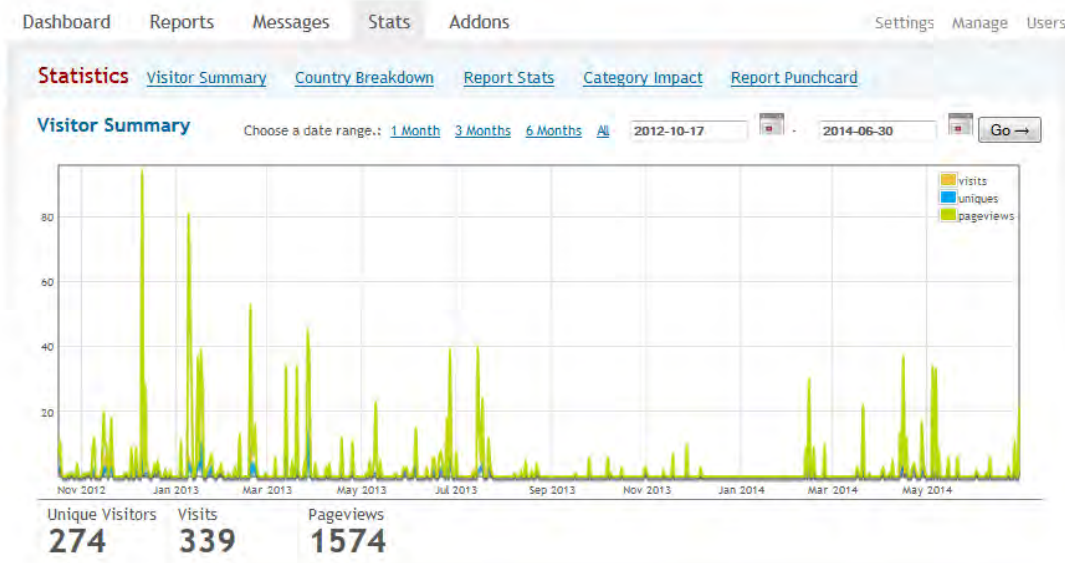 Dashboard Reports Messages Stats Addons Settings Manage Users
Statistics Visitor Summary Country Breakdown Report Stats Category Impact Report Punchcard
Visitor Summary Choose a date range.: 1 Month 3 Months 6 Months All 2012-10-17 - 2014-06-30 Go →
visits
uniques
pageviews
80
60
40
20
Nov 2012 Jan 2013 Mar 2013 May 2013 Jul 2013 Sep 2013 Nov 2013 Jan 2014 Mar 2014 May 2014
Unique Visitors Visits Pageviews
274 339 1574